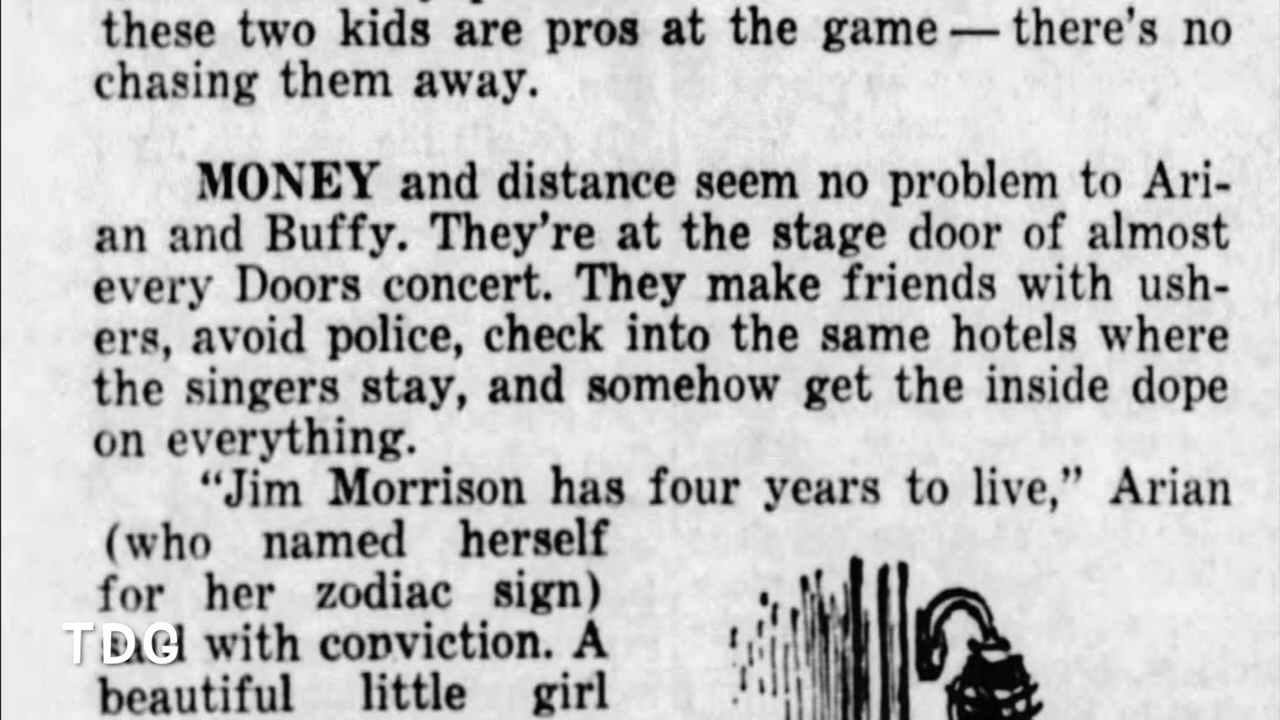 these two kids are pros at the game — there's no
chasing them away.
MONEY and distance seem no problem to Ari-
an and Buffy. They're at the stage door of almost
every Doors concert. They make friends with ush-
ers, avoid police, check into the same hotels where
the singers stay, and somehow get the inside dope
on everything.
"Jim Morrison has four years to live," Arian
(who named herself
for her zodiac sign)
with conviction. A
beautiful little girl
TDG